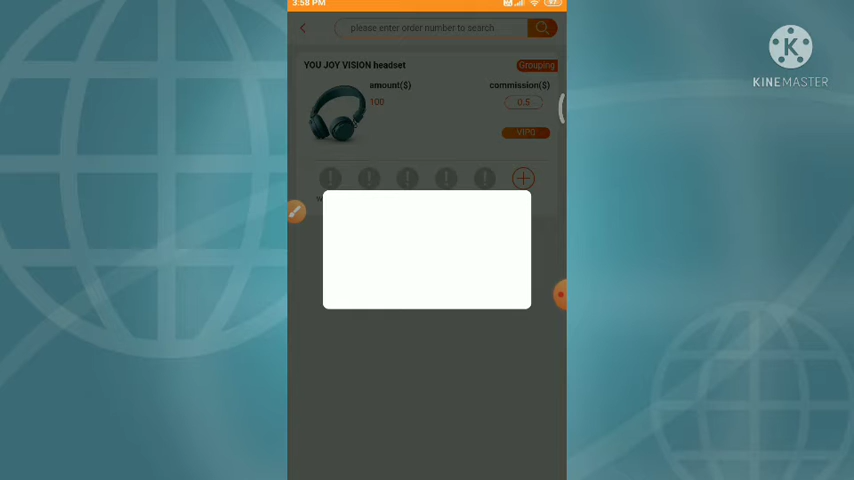 3:58 PM
please enter order number to search
YOU JOY VISION headset
Grouping
amount($)
commission($)
100
0.5
VIP0
K
KINEMASTER